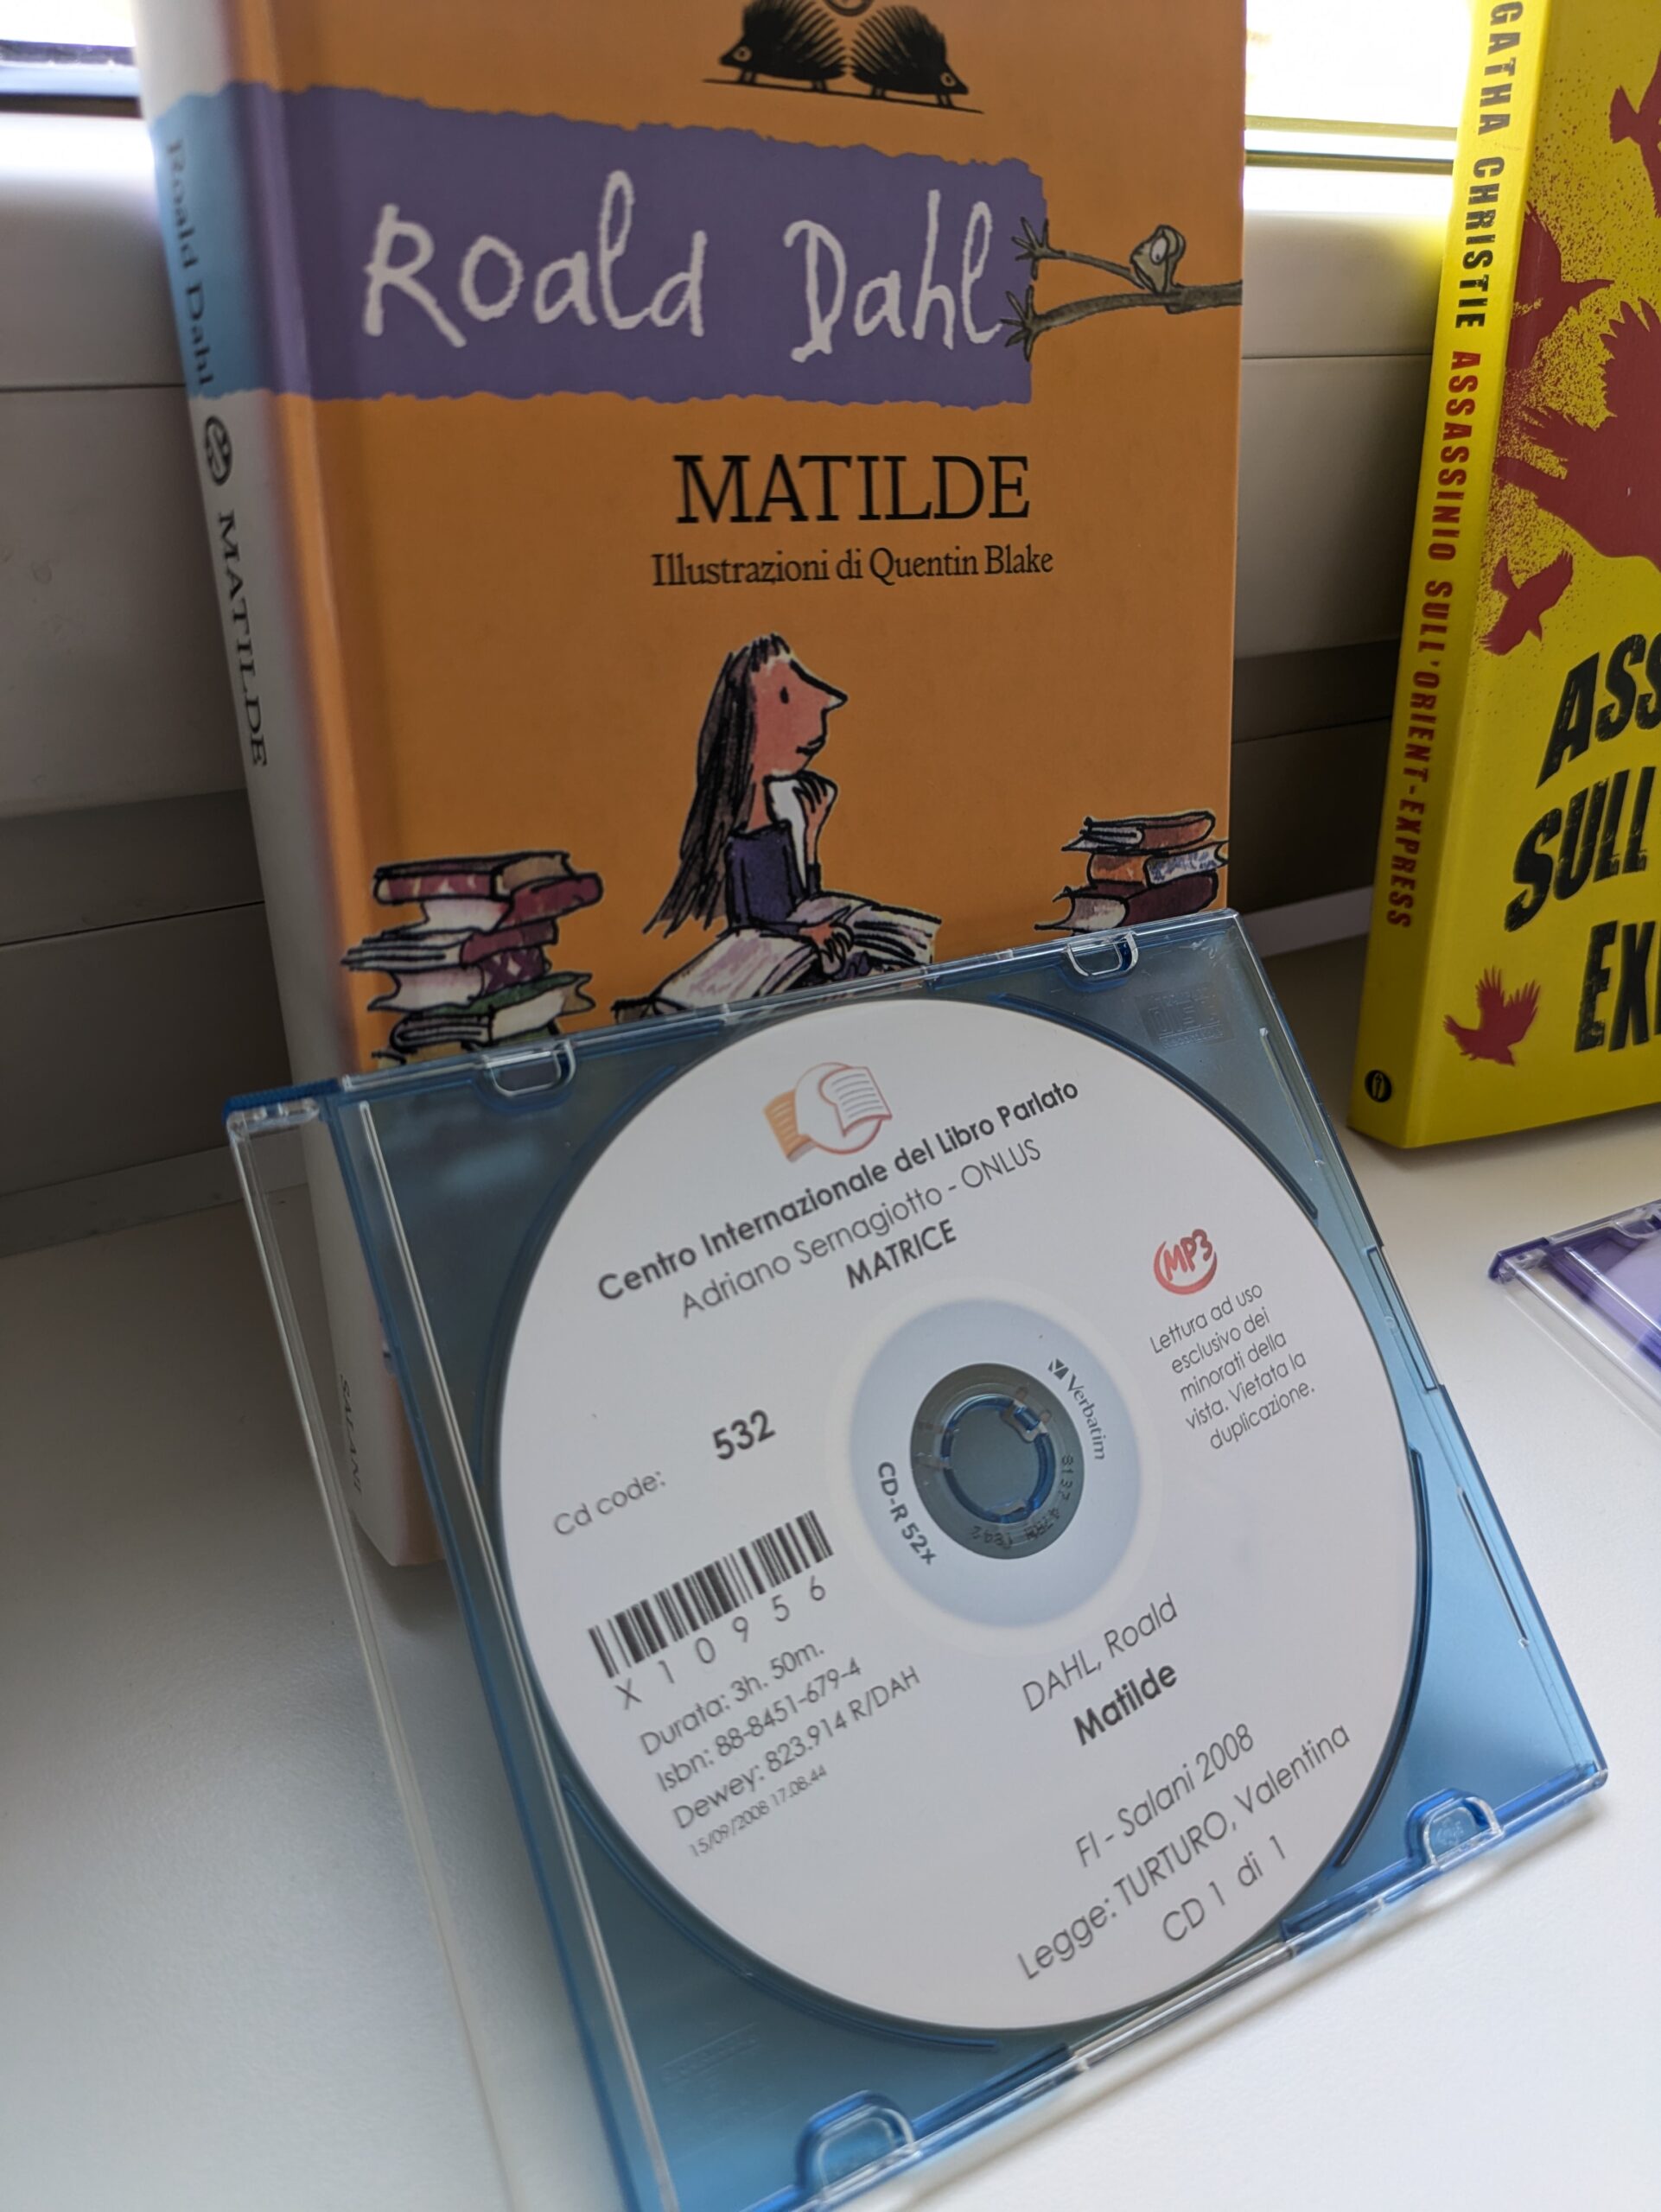 Roald Dahl
MATILDE
Illustrazioni di Quentin Blake
Roald Dahl MATILDE
SALANI
GATHA CHRISTIE ASSASSINIO SULL'ORIENT-EXPRESS
ASS
SULL
EX
Centro Internazionale del Libro Parlato
Adriano Sernagiotto - ONLUS
MATRICE
MP3
Lettura ad uso
esclusivo dei
minorati della
vista. Vietata la
duplicazione.
Cd code: 532
Verbatim
CD-R 52x
X 1 0 9 5 6
Durata: 3h. 50m.
Isbn: 88-8451-679-4
Dewey: 823.914 R/DAH
15/09/2008 17.08.44
DAHL, Roald
Matilde
FI - Salani 2008
Legge: TURTURO, Valentina
CD 1 di 1